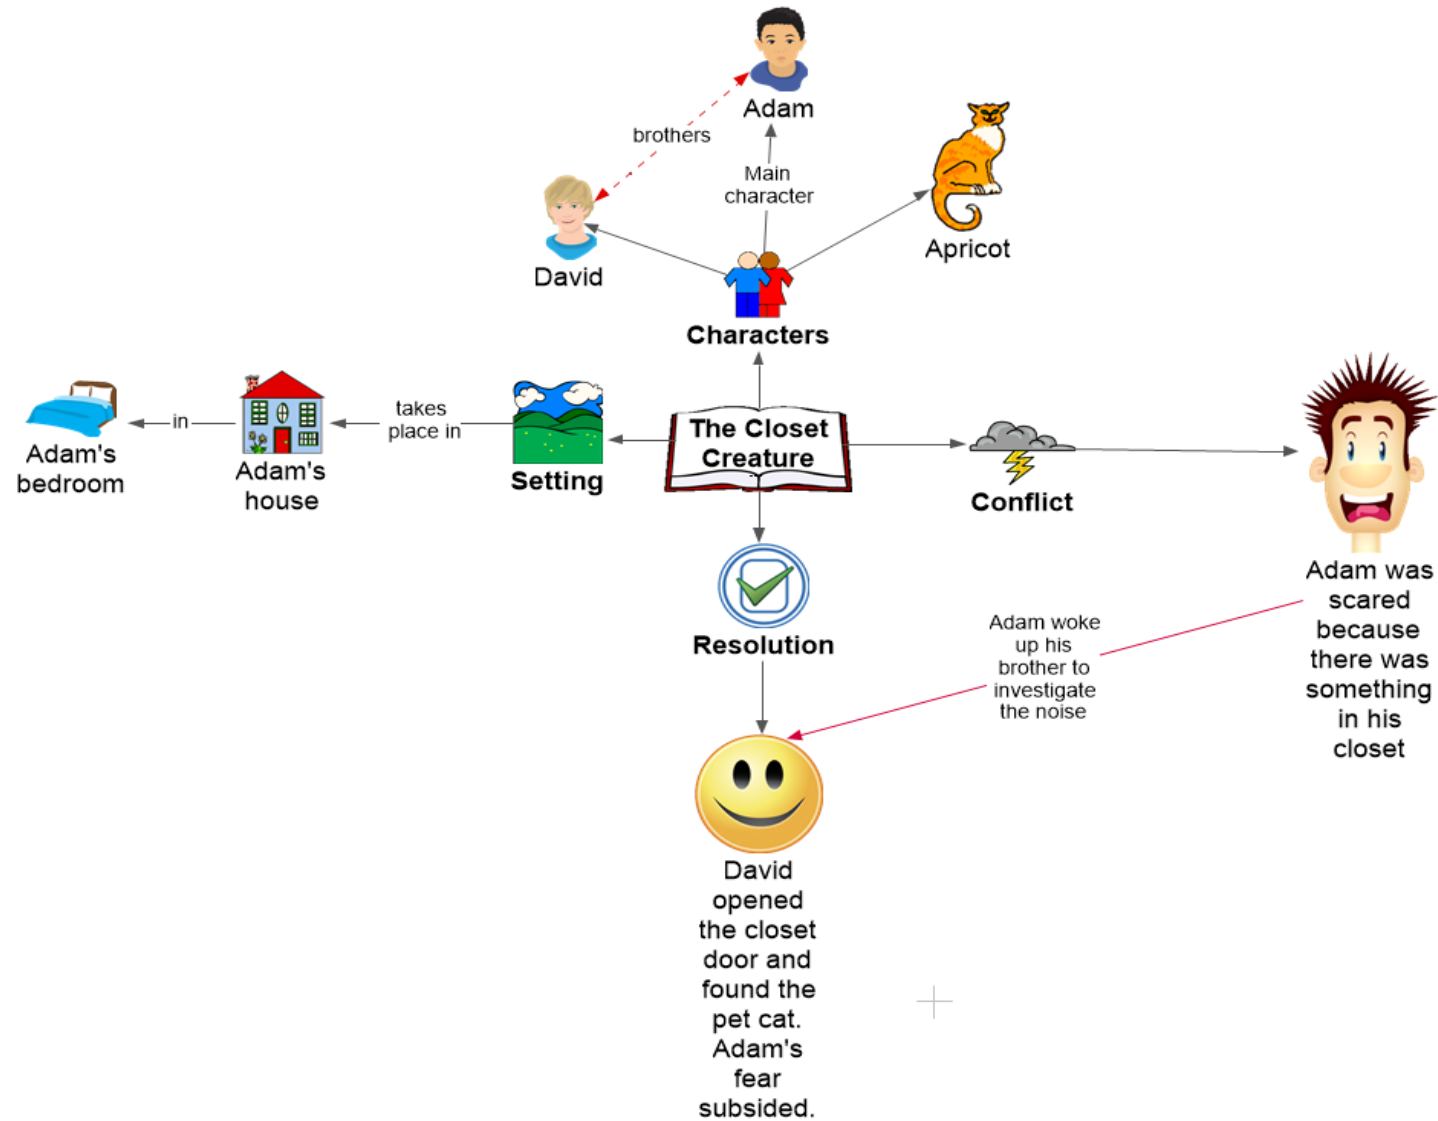 Adam
brothers
Main
character
Apricot
David
Characters
The Closet
Creature
Setting
takes
place in
Adam's
house
in
Adam's
bedroom
Conflict
Adam was
scared
because
there was
something
in his
closet
Adam woke
up his
brother to
investigate
the noise
Resolution
David
opened
the closet
door and
found the
pet cat.
Adam's
fear
subsided.